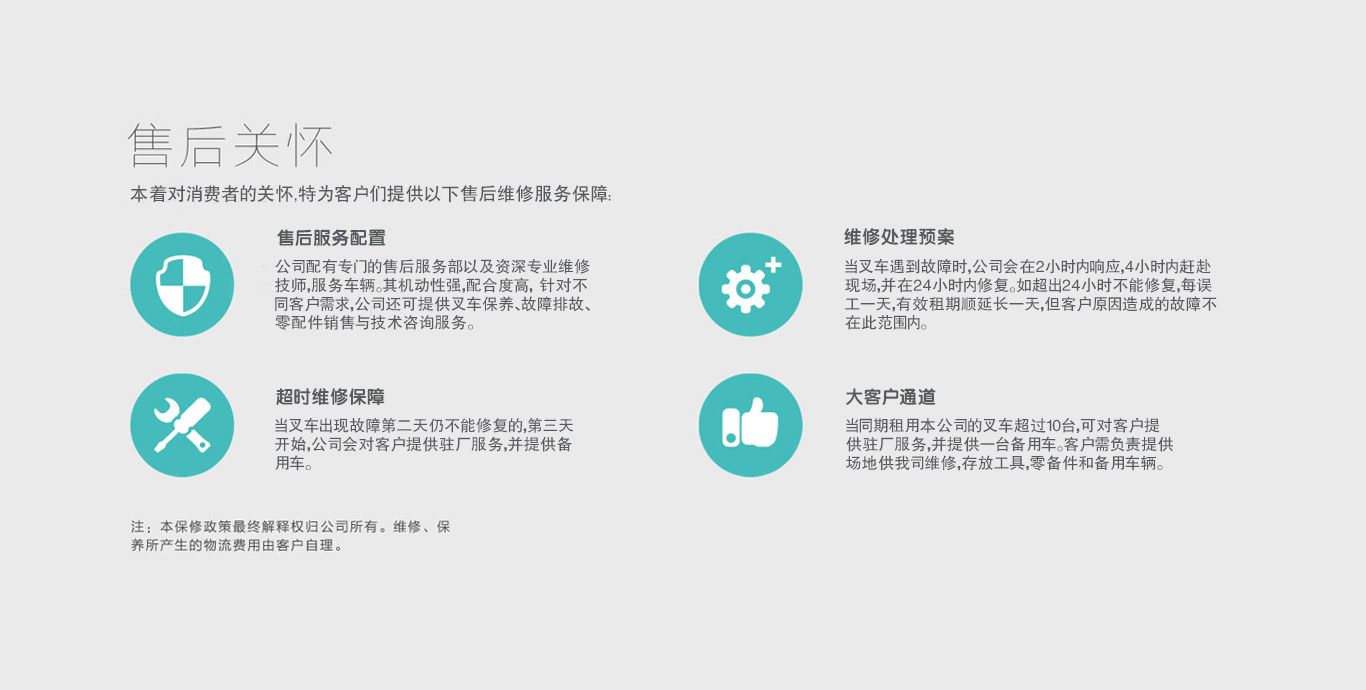 售后关怀
本着对消费者的关怀,特为客户们提供以下售后维修服务保障:
售后服务配置
公司配有专门的售后服务部以及资深专业维修
技师,服务车辆。其机动性强,配合度高, 针对不
同客户需求,公司还可提供叉车保养、故障排故、
零配件销售与技术咨询服务。
维修处理预案
当叉车遇到故障时,公司会在2小时内响应,4小时内赶赴
现场,并在24小时内修复。如超出24小时不能修复,每误
工一天,有效租期顺延长一天,但客户原因造成的故障不
在此范围内。
超时维修保障
当叉车出现故障第二天仍不能修复的,第三天
开始,公司会对客户提供驻厂服务,并提供备
用车。
大客户通道
当同期租用本公司的叉车超过10台,可对客户提
供驻厂服务,并提供一台备用车。客户需负责提供
场地供我司维修,存放工具,零备件和备用车辆。
注：本保修政策最终解释权归公司所有。维修、保
养所产生的物流费用由客户自理。